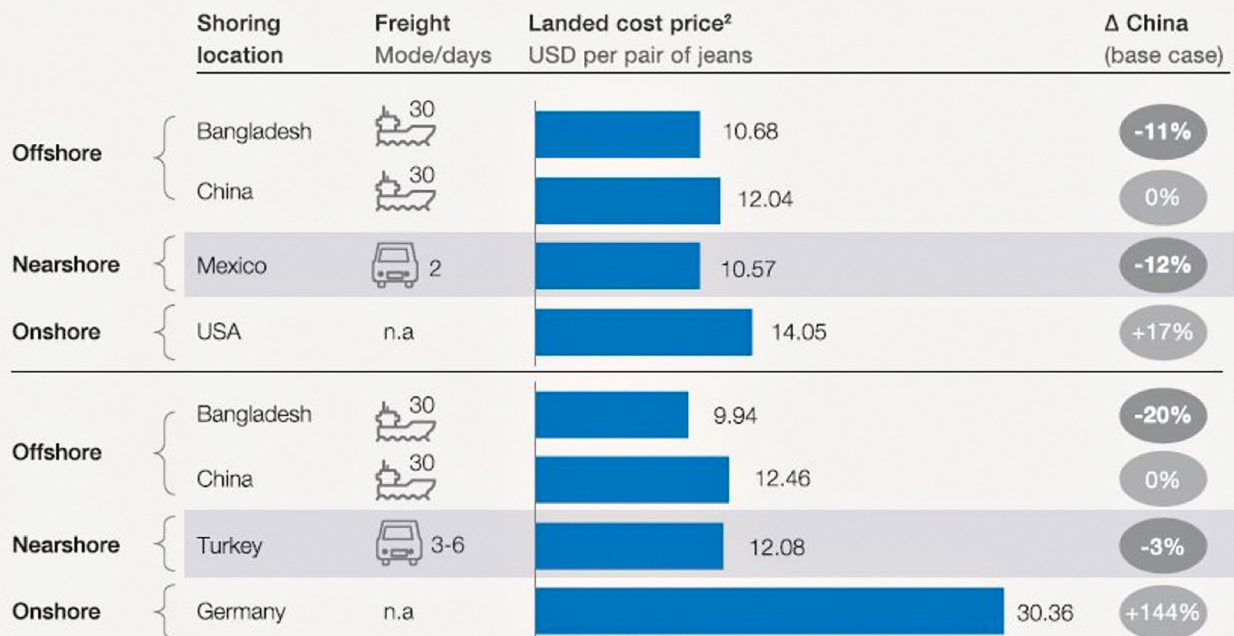 Shoring location Freight Mode/days Landed cost price² USD per pair of jeans Δ China (base case)
Offshore
Bangladesh 30 10.68 -11%
China 30 12.04 0%
Nearshore Mexico 2 10.57 -12%
Onshore USA n.a 14.05 +17%
Offshore
Bangladesh 30 9.94 -20%
China 30 12.46 0%
Nearshore Turkey 3-6 12.08 -3%
Onshore Germany n.a 30.36 +144%